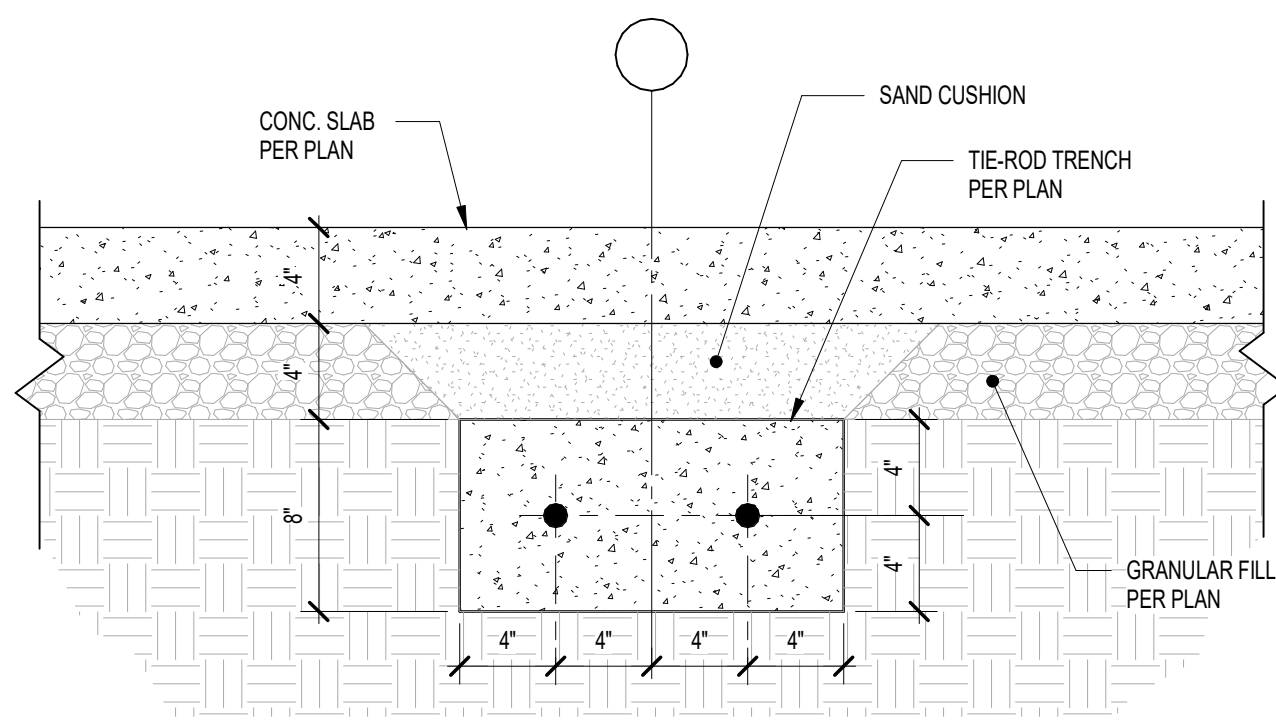 SAND CUSHION
CONC. SLAB
PER PLAN
TIE-ROD TRENCH
PER PLAN
4"
4"
8"
4"
4"
GRANULAR FILL
PER PLAN
4"
4"
4"
4"